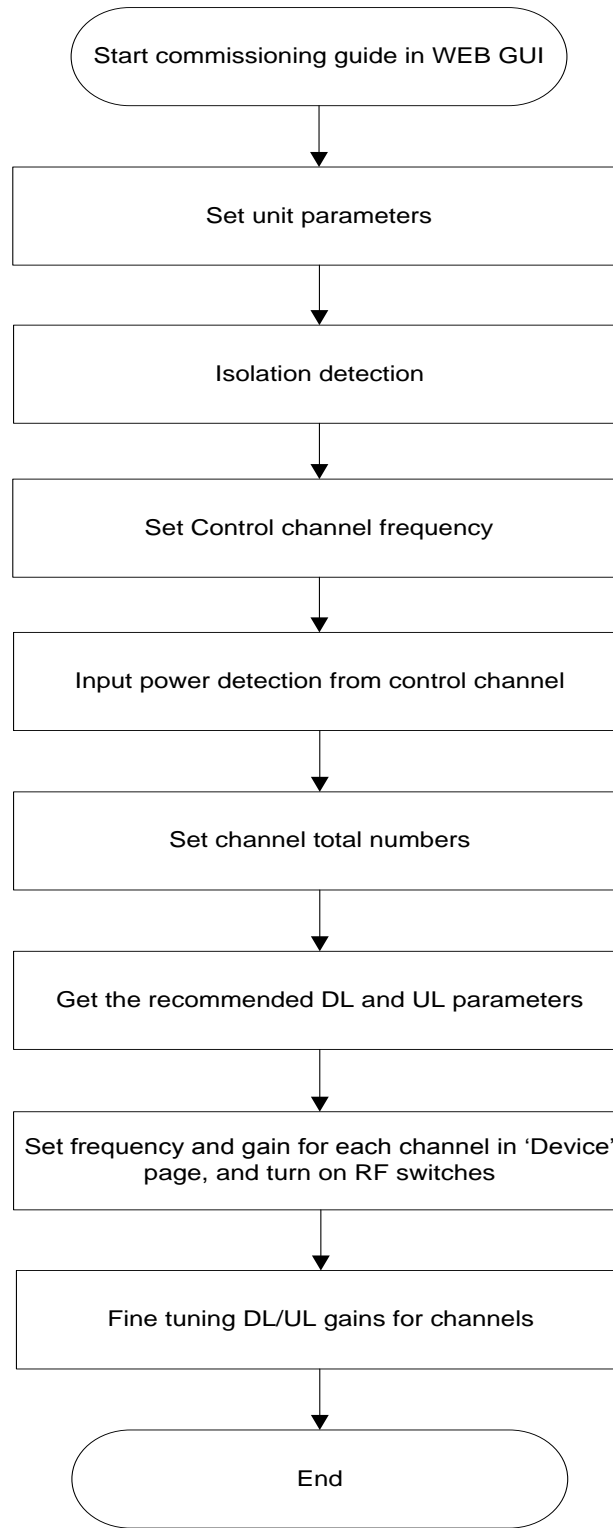 Start commissioning guide in WEB GUI
Set unit parameters
Isolation detection
Set Control channel frequency
Input power detection from control channel
Set channel total numbers
Get the recommended DL and UL parameters
Set frequency and gain for each channel in ‘Device’
page, and turn on RF switches
Fine tuning DL/UL gains for channels
End